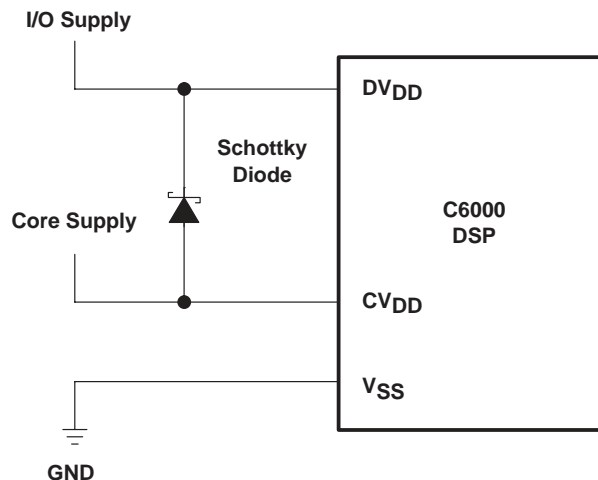 I/O Supply
DVDD
Schottky
Diode
C6000
DSP
Core Supply
CVDD
VSS
GND